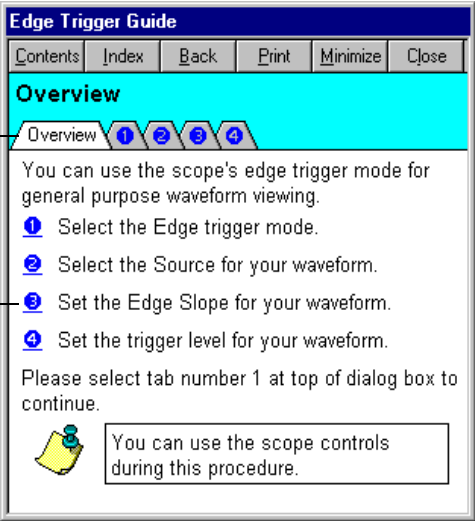 Edge Trigger Guide
Contents Index Back Print Minimize Close
Overview
Overview 1 2 3 4
You can use the scope's edge trigger mode for
general purpose waveform viewing.
1 Select the Edge trigger mode.
2 Select the Source for your waveform.
3 Set the Edge Slope for your waveform.
4 Set the trigger level for your waveform.
Please select tab number 1 at top of dialog box to
continue.
You can use the scope controls
during this procedure.